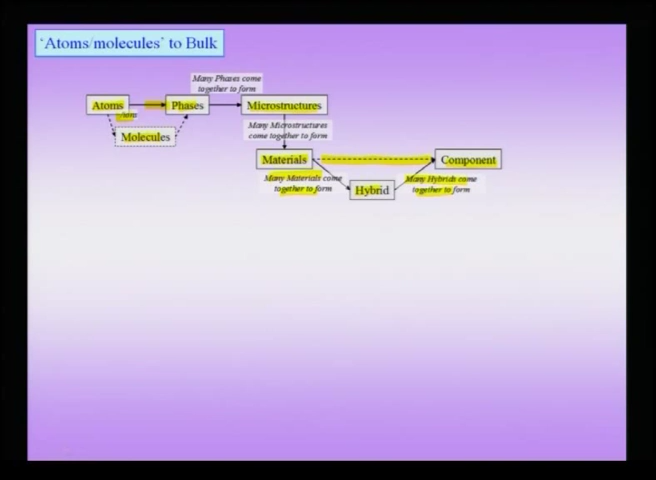 'Atoms/molecules' to Bulk
Many Phases come
together to form
Atoms
Phases
Microstructures
Molecules
Many Microstructures
come together to form
Materials
Component
Many Materials come
together to form
Hybrid
Many Hybrids come
together to form